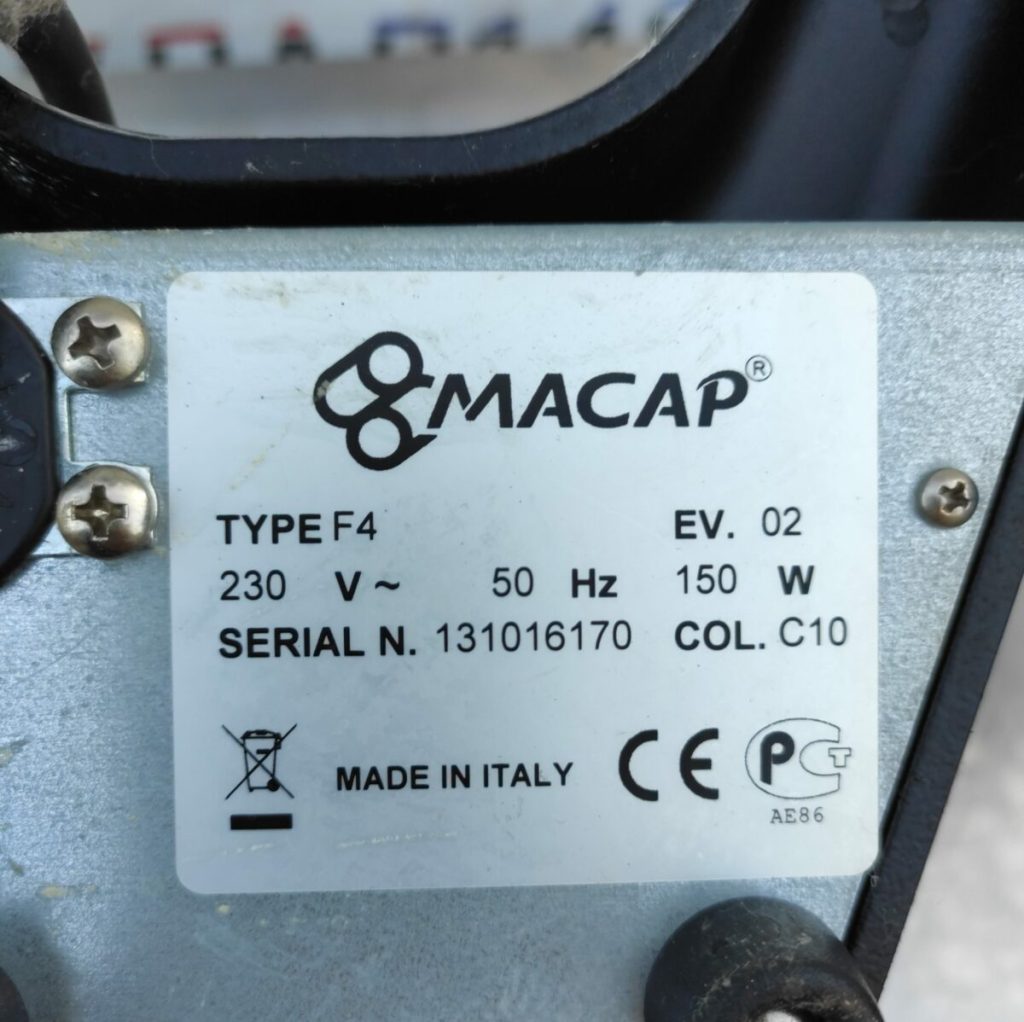 MACAP®
TYPE F4 EV. 02
230 V~ 50 Hz 150 W
SERIAL N. 131016170 COL. C10
MADE IN ITALY CE PCT
AE86